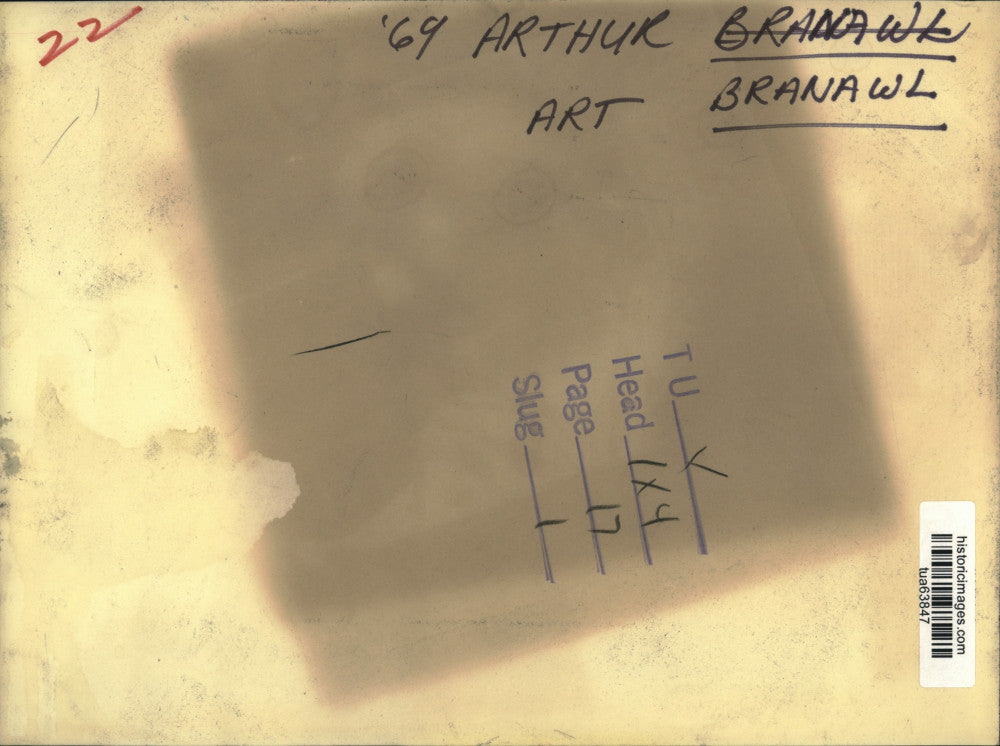 22
'69 ARTHUR BRANAWL
ART BRANAWL
TU Y
Head 1X4
Page 17
Slug 1
historicimages.com
tua63847